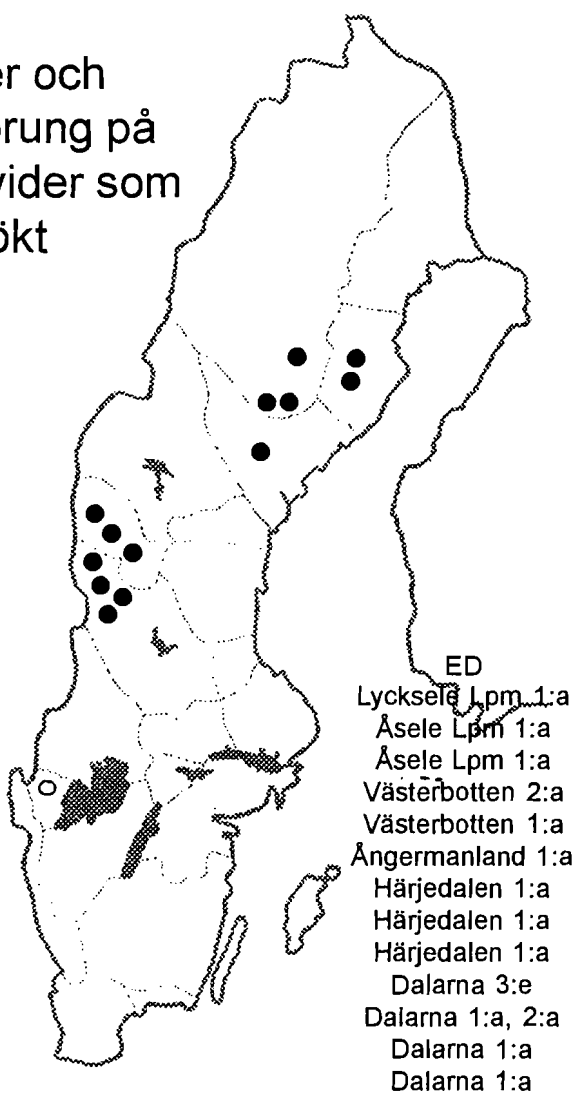 er och
prung på
vider som
ökt
ED
Lycksele Lpm 1:a
Åsele Lpm 1:a
Åsele Lpm 1:a
Västerbotten 2:a
Västerbotten 1:a
Ångermanland 1:a
Härjedalen 1:a
Härjedalen 1:a
Härjedalen 1:a
Dalarna 3:e
Dalarna 1:a, 2:a
Dalarna 1:a
Dalarna 1:a